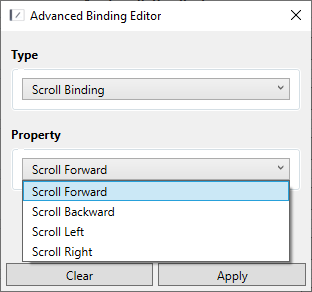 Advanced Binding Editor
Type
Scroll Binding
Property
Scroll Forward
Scroll Forward
Scroll Backward
Scroll Left
Scroll Right
Clear
Apply